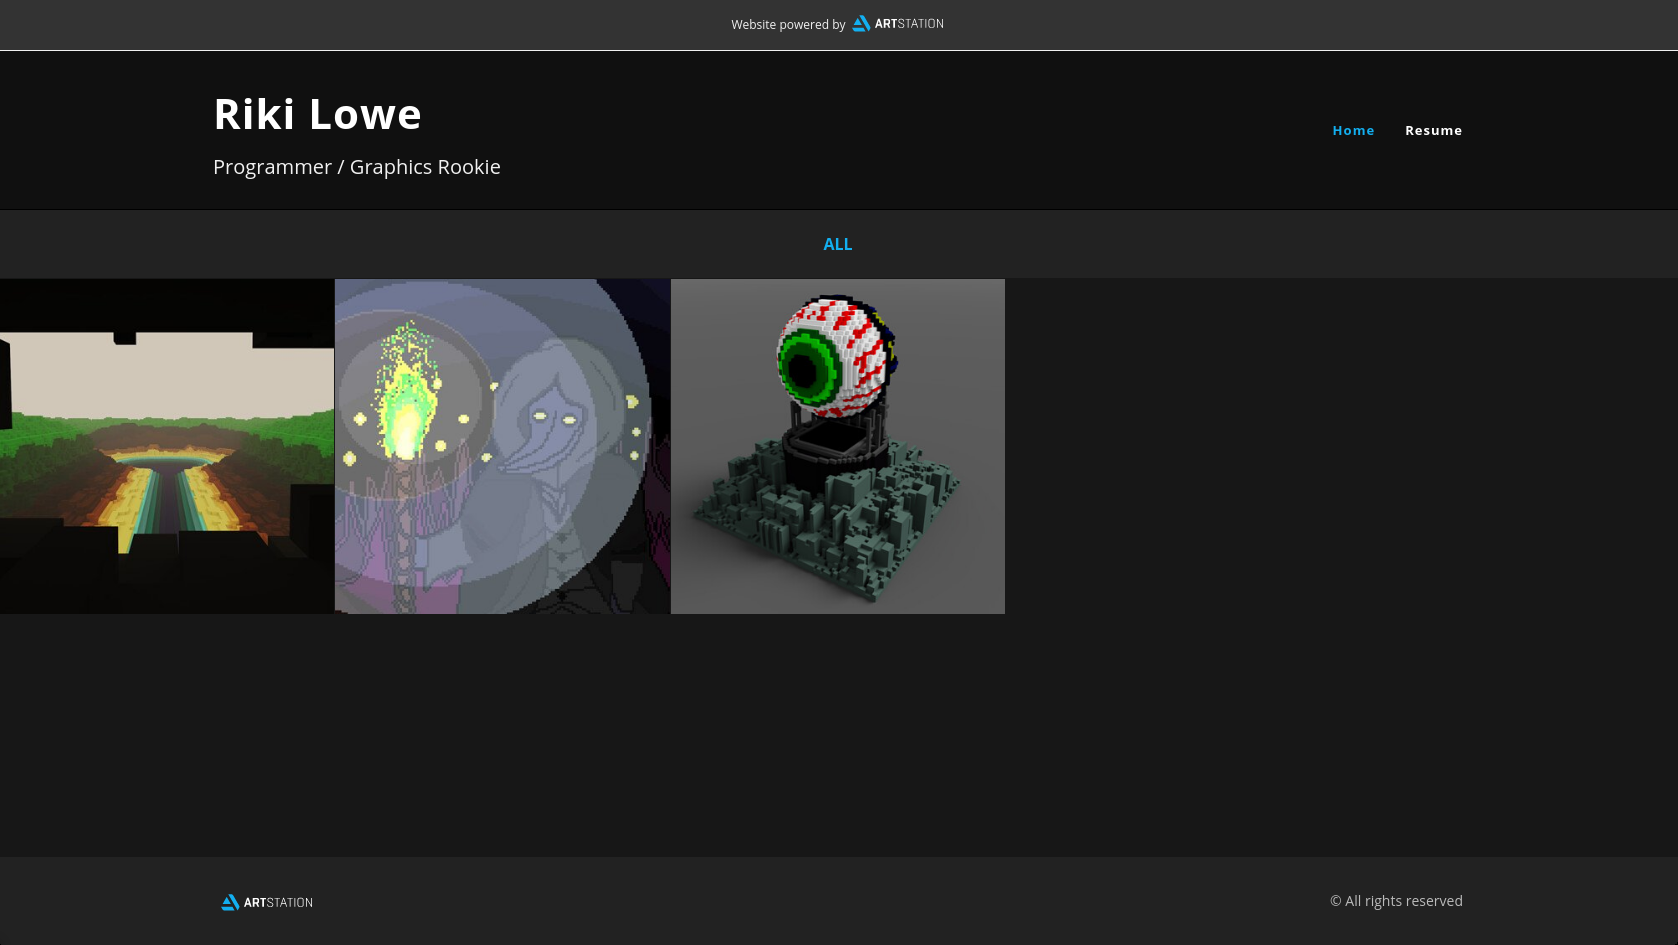 Website powered by ARTSTATION
Riki Lowe
Programmer / Graphics Rookie
Home Resume
ALL
ARTSTATION
© All rights reserved